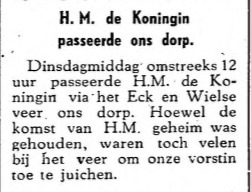 H. M. de Koningin
passeerde ons dorp.
Dinsdagmiddag omstreeks 12
uur passeerde H.M. de Ko-
ningin via het Eck en Wielse
veer ons dorp. Hoewel de
komst van H.M. geheim was
gehouden, waren toch velen
bij het veer om onze vorstin
toe te juichen.